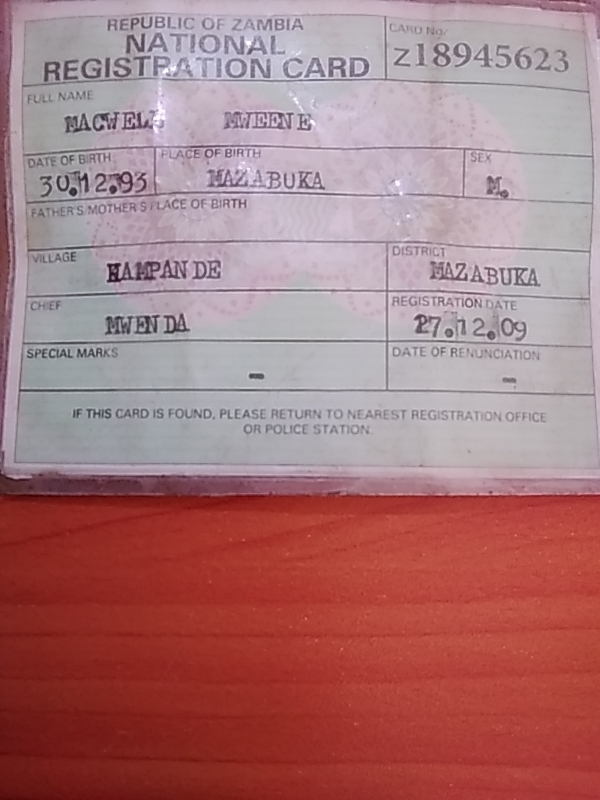 REPUBLIC OF ZAMBIA
NATIONAL
REGISTRATION CARD
CARD No:
Z18945623
FULL NAME
MACWELL MWEENE
DATE OF BIRTH
30.12.93
PLACE OF BIRTH
MAZABUKA
SEX
M.
FATHER'S/MOTHER'S PLACE OF BIRTH
VILLAGE
HAMPANDE
DISTRICT
MAZABUKA
CHIEF
MWENDA
REGISTRATION DATE
27.12.09
SPECIAL MARKS
-
DATE OF RENUNCIATION
-
IF THIS CARD IS FOUND, PLEASE RETURN TO NEAREST REGISTRATION OFFICE
OR POLICE STATION.